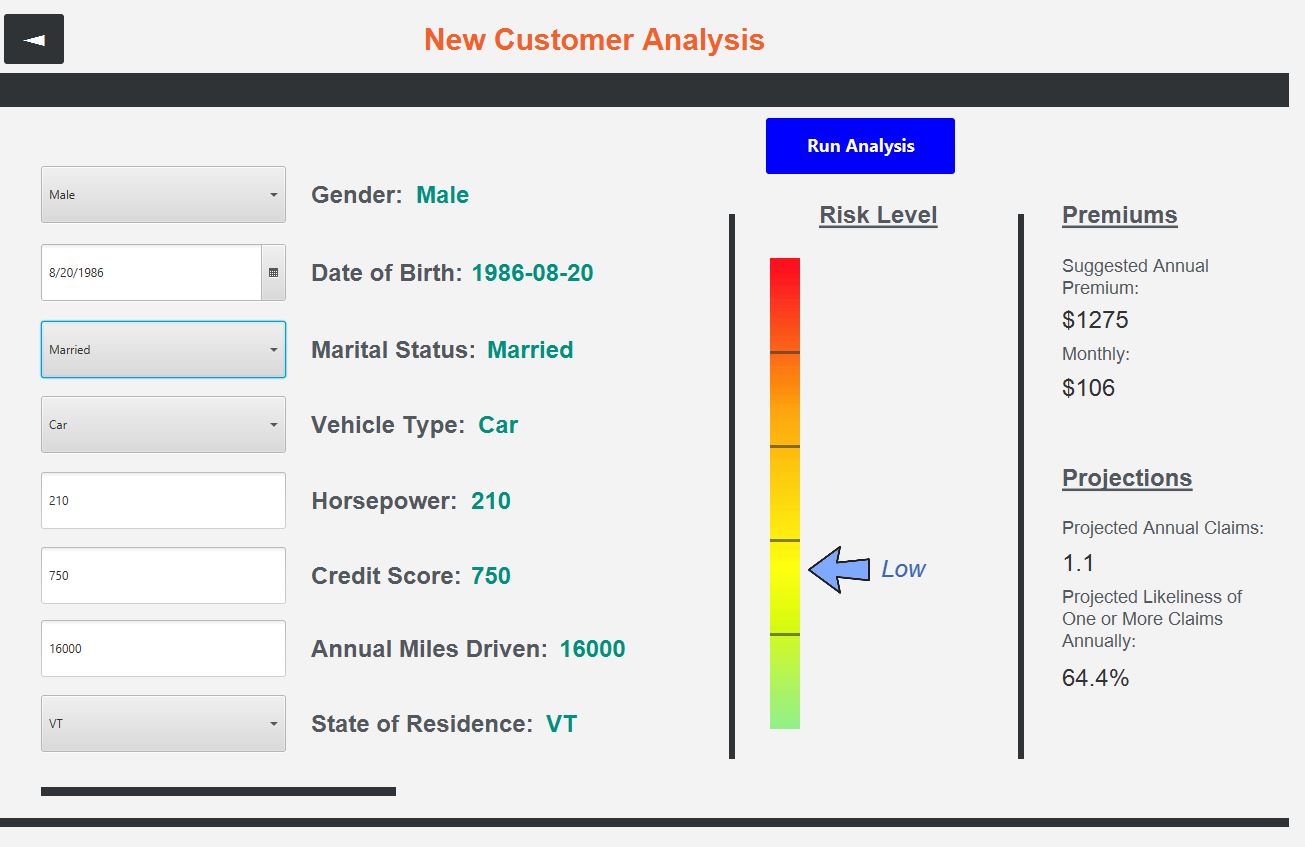 New Customer Analysis
Run Analysis
Male
Gender: Male
8/20/1986
Date of Birth: 1986-08-20
Married
Marital Status: Married
Car
Vehicle Type: Car
210
Horsepower: 210
750
Credit Score: 750
16000
Annual Miles Driven: 16000
VT
State of Residence: VT
Risk Level
Low
Premiums
Suggested Annual
Premium:
$1275
Monthly:
$106
Projections
Projected Annual Claims:
1.1
Projected Likeliness of
One or More Claims
Annually:
64.4%